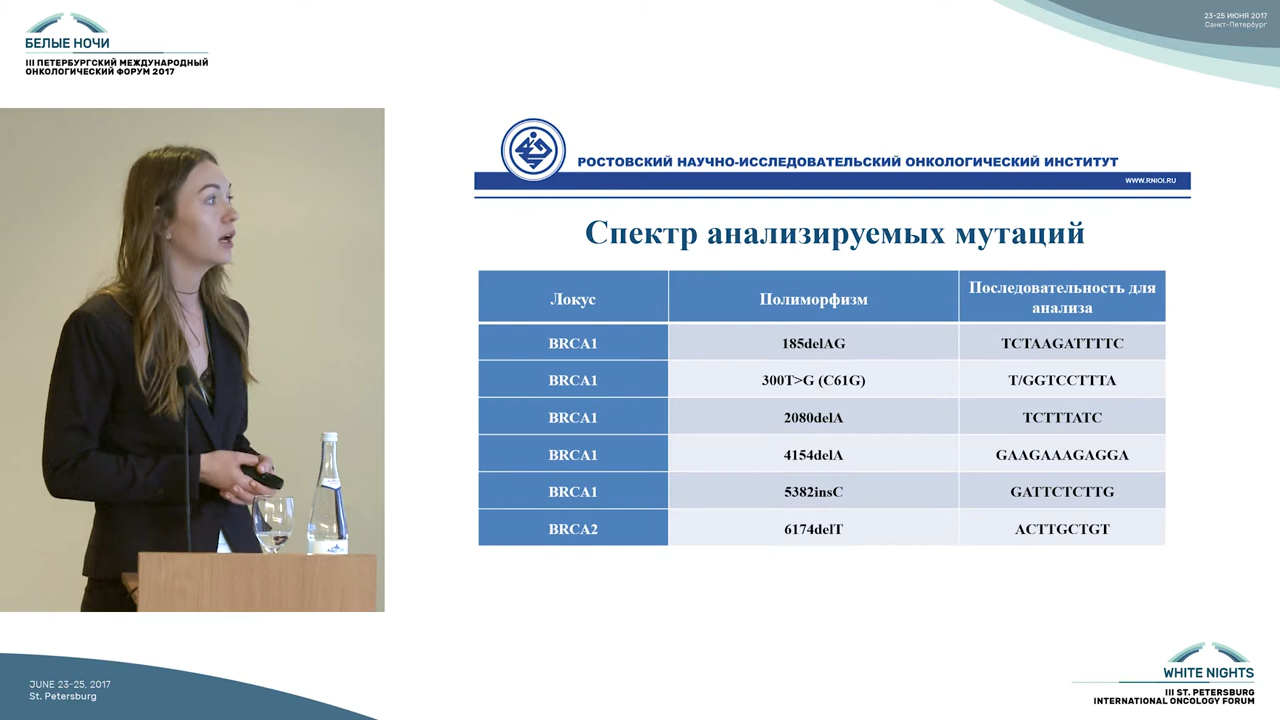 БЕЛЫЕ НОЧИ
III ПЕТЕРБУРГСКИЙ МЕЖДУНАРОДНЫЙ
ОНКОЛОГИЧЕСКИЙ ФОРУМ 2017
23-25 ИЮНЯ 2017
Санкт-Петербург
РОСТОВСКИЙ НАУЧНО-ИССЛЕДОВАТЕЛЬСКИЙ ОНКОЛОГИЧЕСКИЙ ИНСТИТУТ
WWW.RNIOI.RU
Спектр анализируемых мутаций
Локус Полиморфизм Последовательность для анализа
BRCA1 185delAG TCTAAGATTTTC
BRCA1 300T>G (C61G) T/GGTCCTTTA
BRCA1 2080delA TCTTTATC
BRCA1 4154delA GAAGAAAGAGGA
BRCA1 5382insC GATTCTCTTG
BRCA2 6174delT ACTTGCTGT
JUNE 23-25, 2017
St. Petersburg
WHITE NIGHTS
III ST. PETERSBURG
INTERNATIONAL ONCOLOGY FORUM